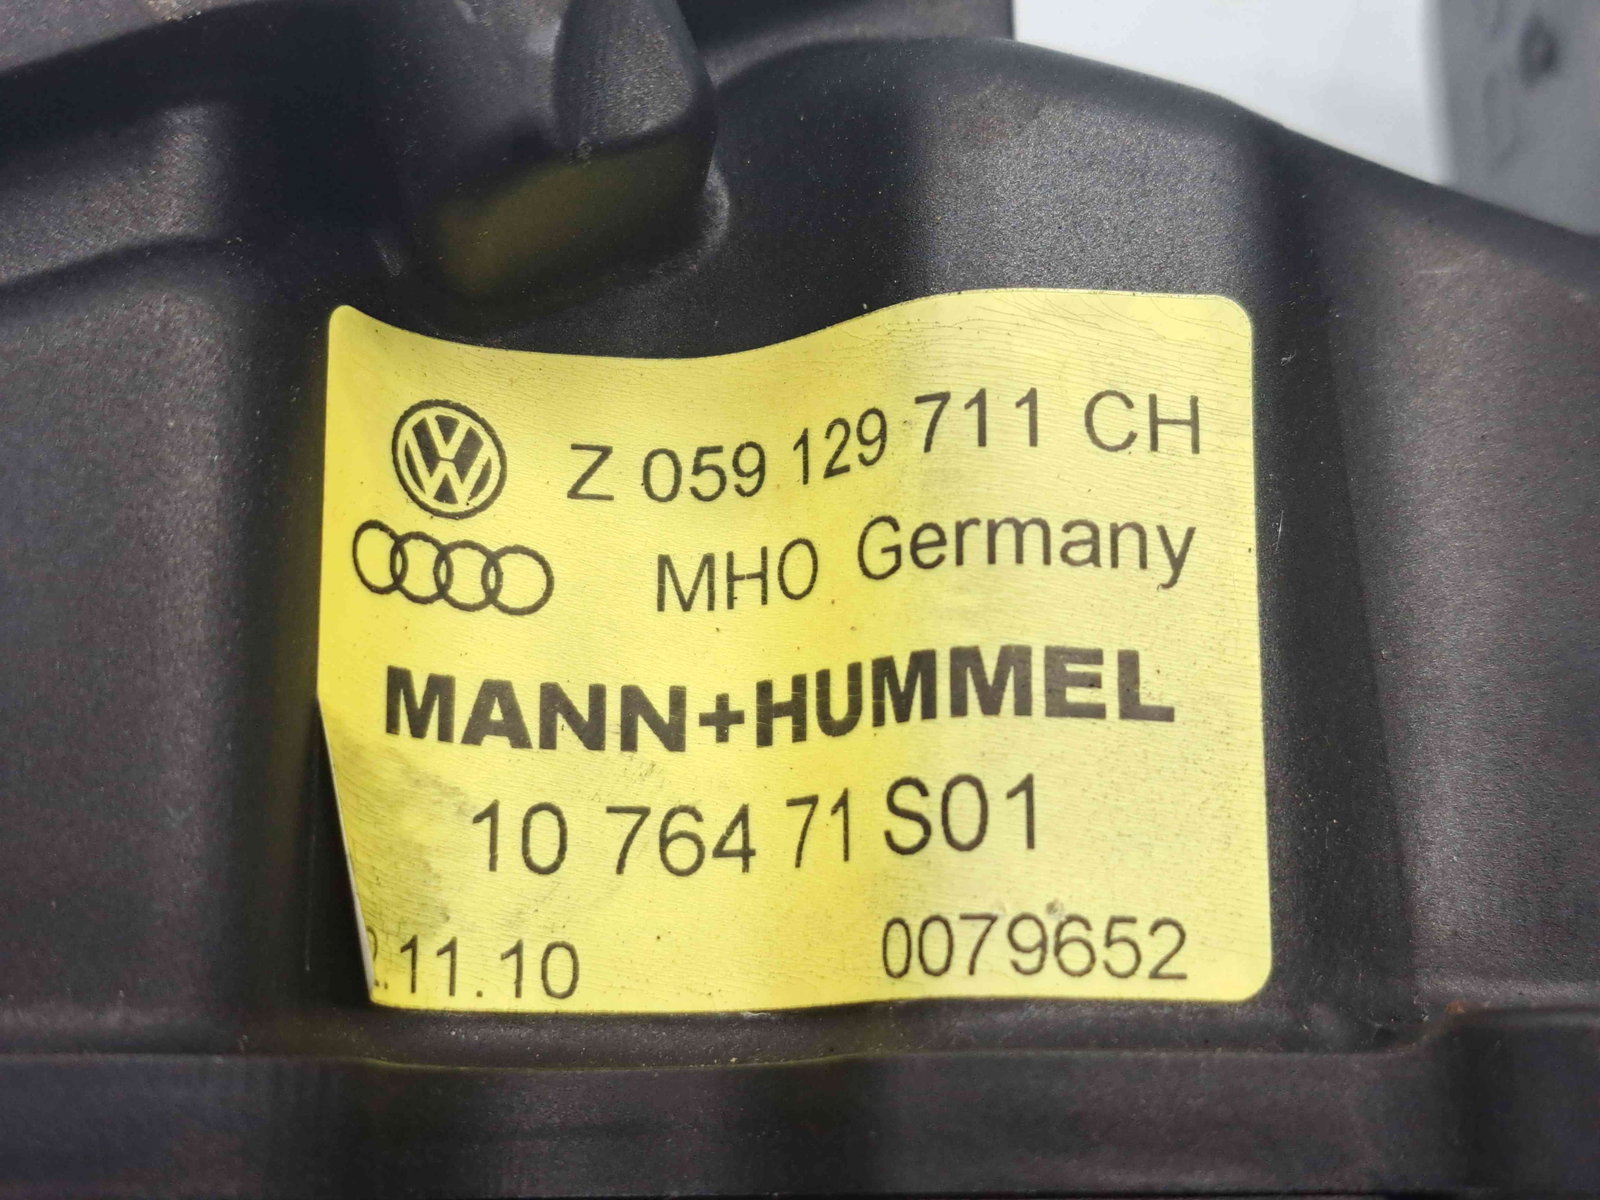 Z 059 129 711 CH
MHO Germany
MANN+HUMMEL
10 764 71 S01
.11.10 0079652